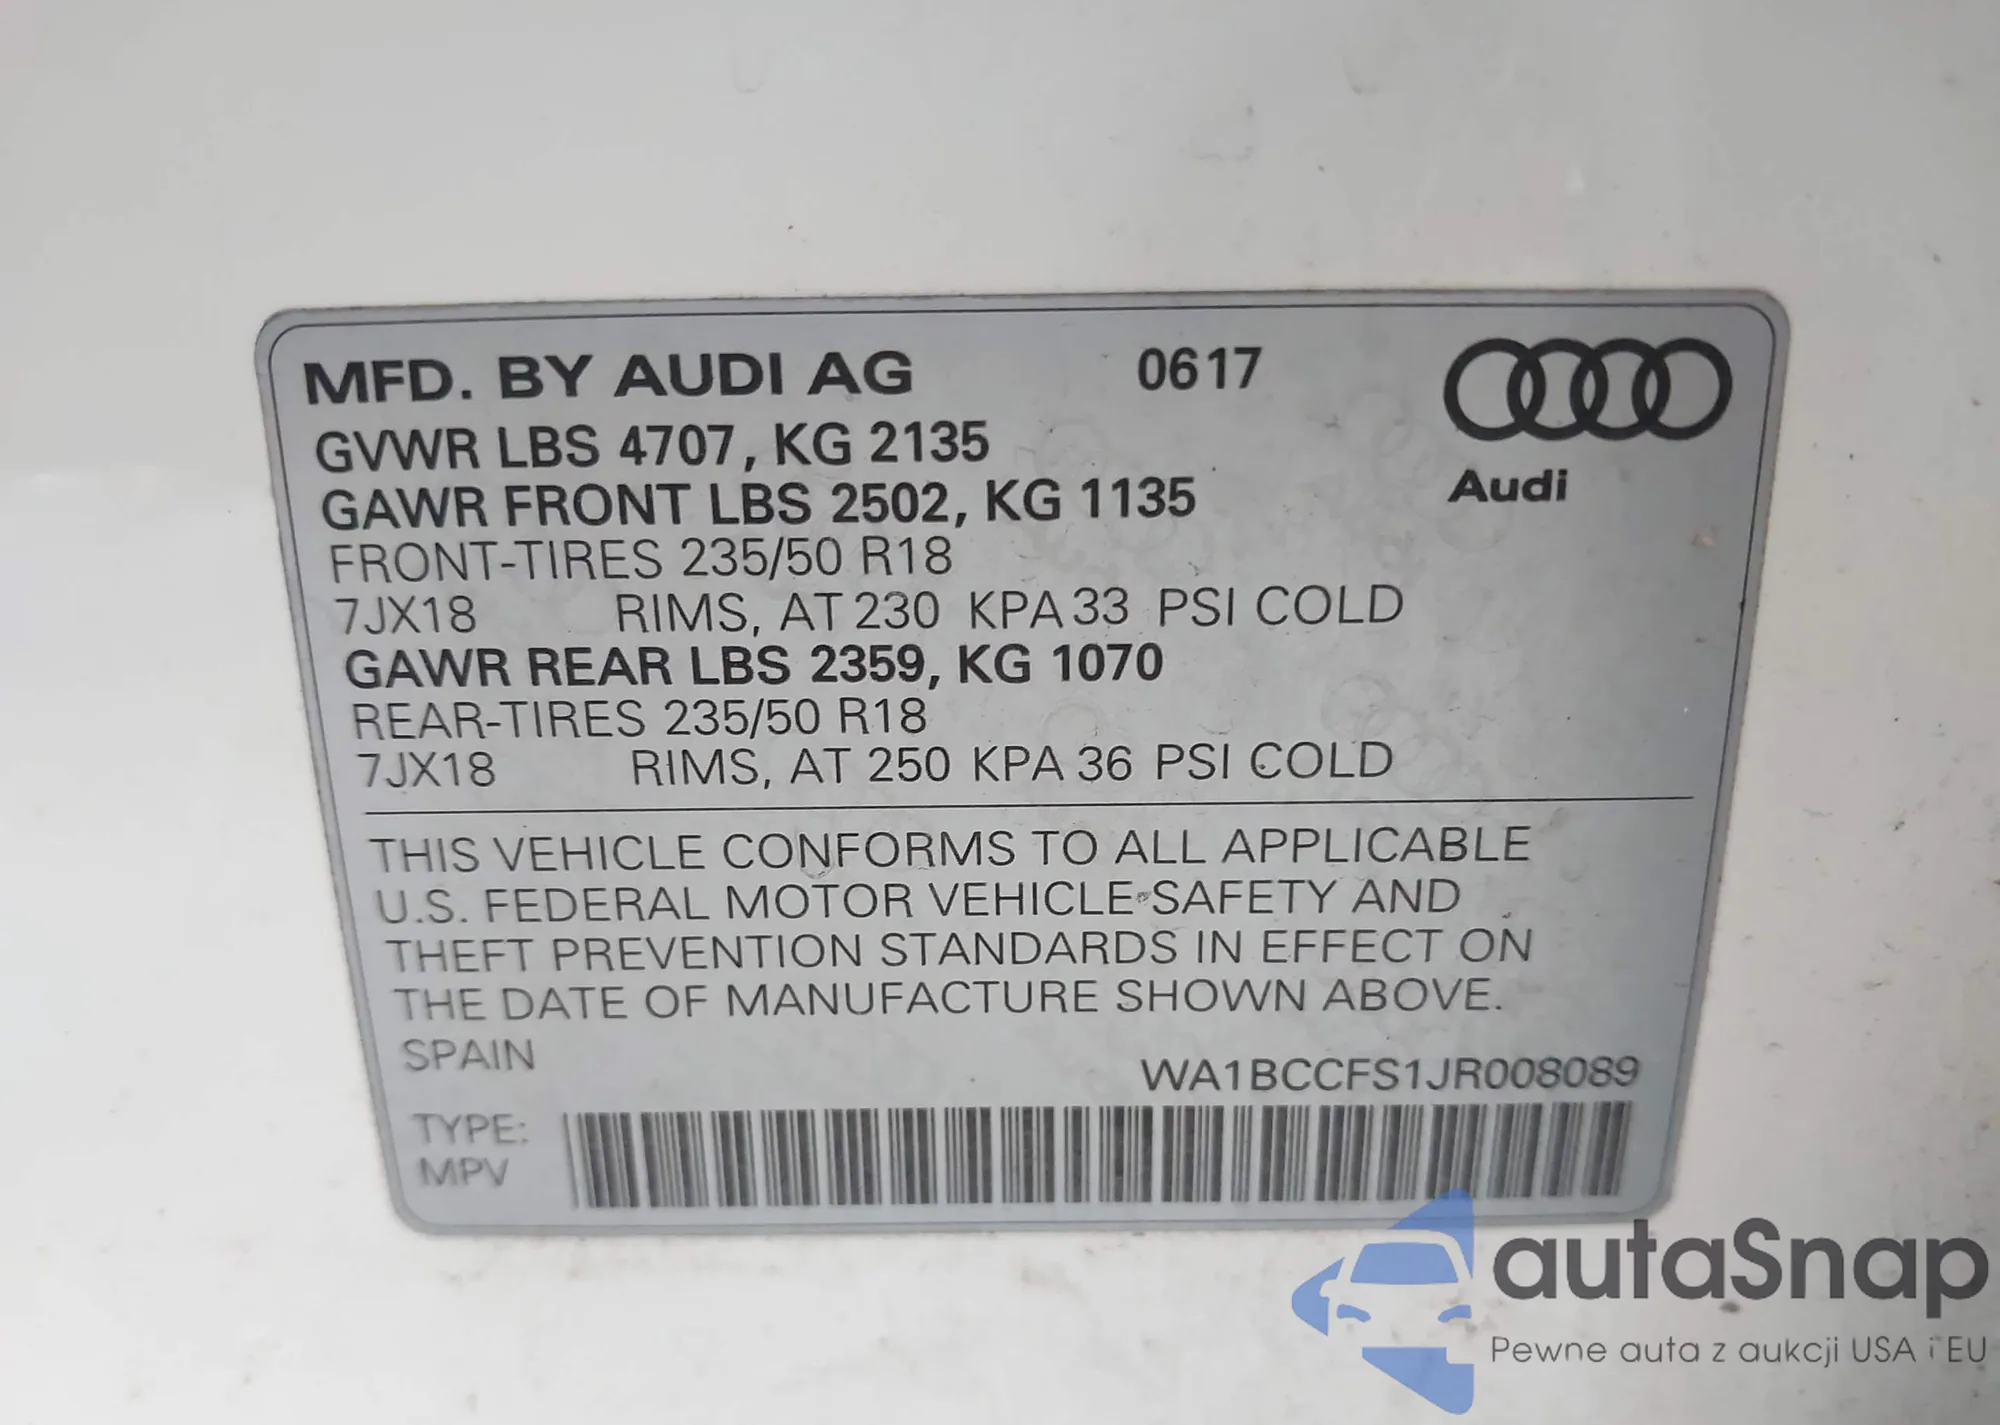 MFD. BY AUDI AG 0617
Audi
GVWR LBS 4707, KG 2135
GAWR FRONT LBS 2502, KG 1135
FRONT-TIRES 235/50 R18
7JX18 RIMS, AT 230 KPA 33 PSI COLD
GAWR REAR LBS 2359, KG 1070
REAR-TIRES 235/50 R18
7JX18 RIMS, AT 250 KPA 36 PSI COLD
THIS VEHICLE CONFORMS TO ALL APPLICABLE
U.S. FEDERAL MOTOR VEHICLE SAFETY AND
THEFT PREVENTION STANDARDS IN EFFECT ON
THE DATE OF MANUFACTURE SHOWN ABOVE.
SPAIN WA1BCCFS1JR008089
TYPE:
MPV
autaSnap
Pewne auta z aukcji USA i EU